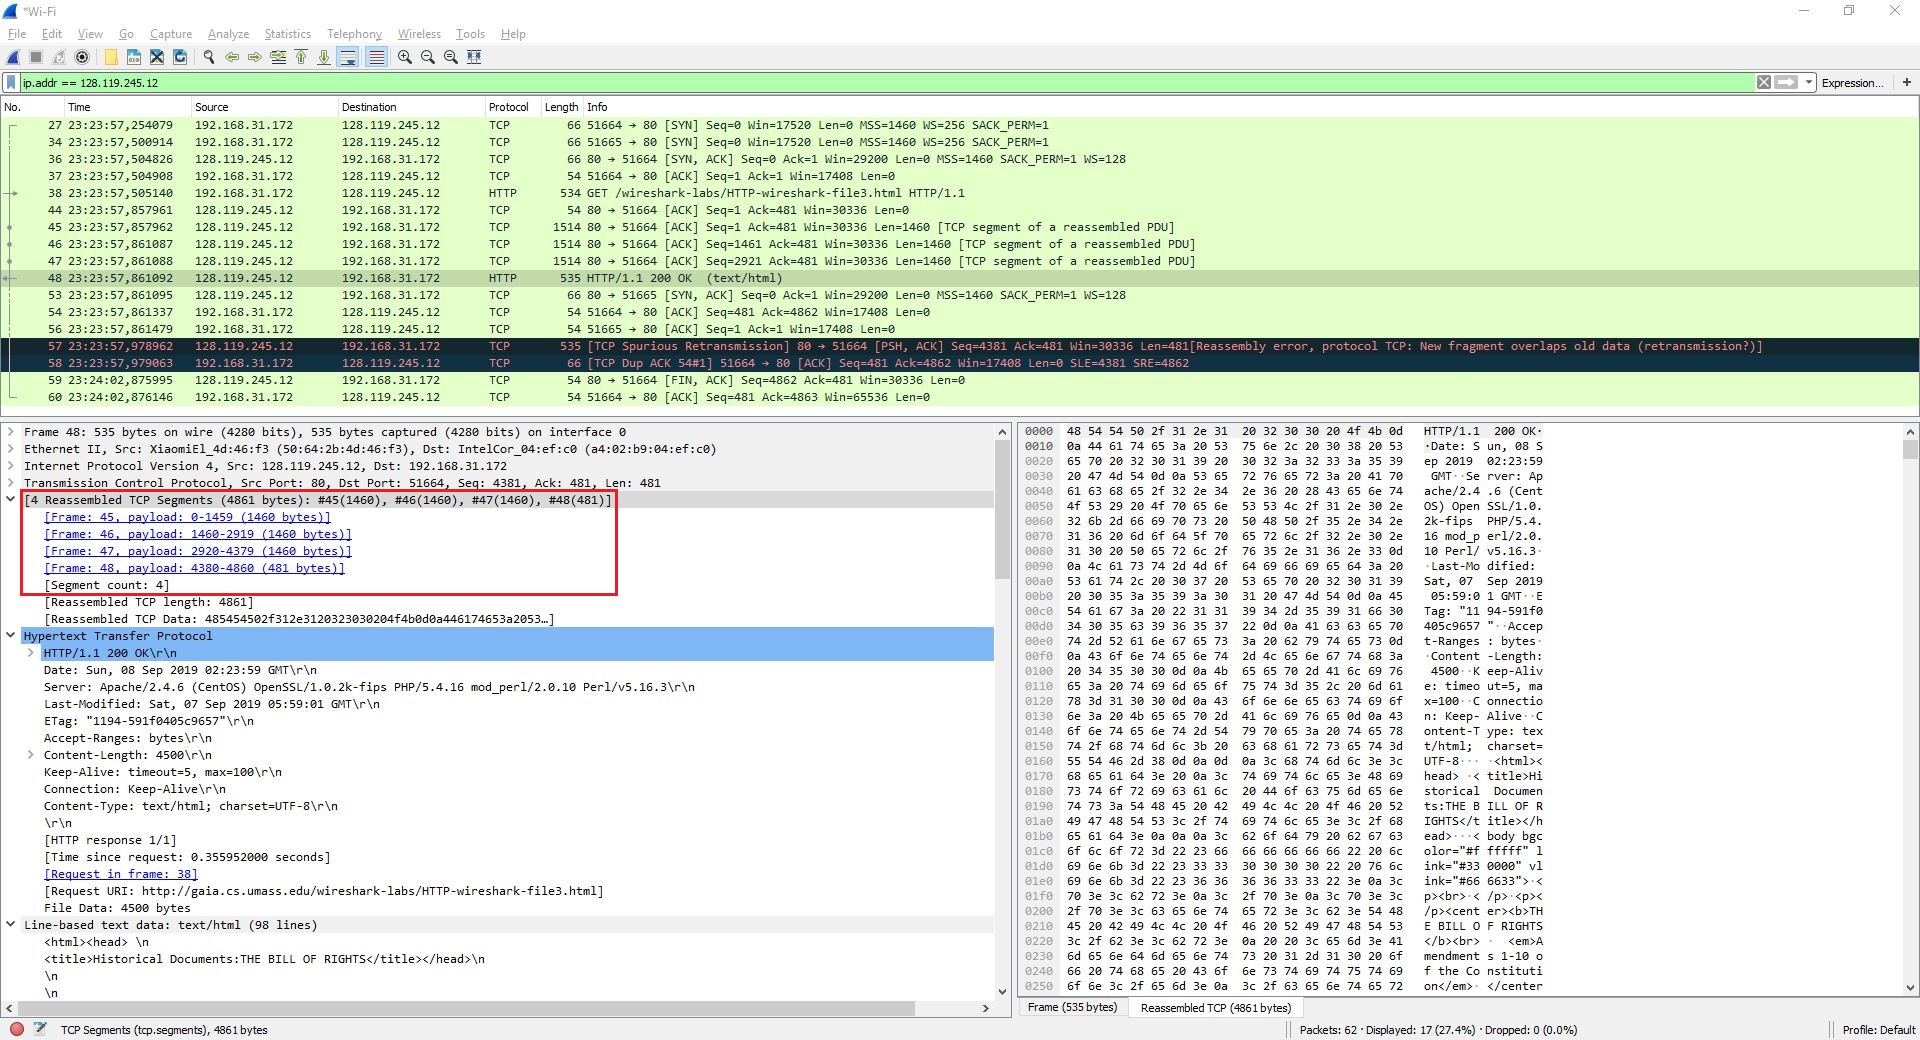 *Wi-Fi
File Edit View Go Capture Analyze Statistics Telephony Wireless Tools Help
ip.addr == 128.119.245.12 Expression... +
No. Time Source Destination Protocol Length Info
27 23:23:57,254079 192.168.31.172 128.119.245.12 TCP 66 51664 → 80 [SYN] Seq=0 Win=17520 Len=0 MSS=1460 WS=256 SACK_PERM=1
34 23:23:57,500914 192.168.31.172 128.119.245.12 TCP 66 51665 → 80 [SYN] Seq=0 Win=17520 Len=0 MSS=1460 WS=256 SACK_PERM=1
36 23:23:57,504826 128.119.245.12 192.168.31.172 TCP 66 80 → 51664 [SYN, ACK] Seq=0 Ack=1 Win=29200 Len=0 MSS=1460 SACK_PERM=1 WS=128
37 23:23:57,504908 192.168.31.172 128.119.245.12 TCP 54 51664 → 80 [ACK] Seq=1 Ack=1 Win=17408 Len=0
38 23:23:57,505140 192.168.31.172 128.119.245.12 HTTP 534 GET /wireshark-labs/HTTP-wireshark-file3.html HTTP/1.1
44 23:23:57,857961 128.119.245.12 192.168.31.172 TCP 54 80 → 51664 [ACK] Seq=1 Ack=481 Win=30336 Len=0
45 23:23:57,857962 128.119.245.12 192.168.31.172 TCP 1514 80 → 51664 [ACK] Seq=1 Ack=481 Win=30336 Len=1460 [TCP segment of a reassembled PDU]
46 23:23:57,861087 128.119.245.12 192.168.31.172 TCP 1514 80 → 51664 [ACK] Seq=1461 Ack=481 Win=30336 Len=1460 [TCP segment of a reassembled PDU]
47 23:23:57,861088 128.119.245.12 192.168.31.172 TCP 1514 80 → 51664 [ACK] Seq=2921 Ack=481 Win=30336 Len=1460 [TCP segment of a reassembled PDU]
48 23:23:57,861092 128.119.245.12 192.168.31.172 HTTP 535 HTTP/1.1 200 OK (text/html)
53 23:23:57,861095 128.119.245.12 192.168.31.172 TCP 66 80 → 51665 [SYN, ACK] Seq=0 Ack=1 Win=29200 Len=0 MSS=1460 SACK_PERM=1 WS=128
54 23:23:57,861337 192.168.31.172 128.119.245.12 TCP 54 51664 → 80 [ACK] Seq=481 Ack=4862 Win=17408 Len=0
56 23:23:57,861479 192.168.31.172 128.119.245.12 TCP 54 51665 → 80 [ACK] Seq=1 Ack=1 Win=17408 Len=0
57 23:23:57,978962 128.119.245.12 192.168.31.172 TCP 535 [TCP Spurious Retransmission] 80 → 51664 [PSH, ACK] Seq=4381 Ack=481 Win=30336 Len=481[Reassembly error, protocol TCP: New fragment overlaps old data (retransmission?)]
58 23:23:57,979063 192.168.31.172 128.119.245.12 TCP 66 [TCP Dup ACK 54#1] 51664 → 80 [ACK] Seq=481 Ack=4862 Win=17408 Len=0 SLE=4381 SRE=4862
59 23:24:02,875995 128.119.245.12 192.168.31.172 TCP 54 80 → 51664 [FIN, ACK] Seq=4862 Ack=481 Win=30336 Len=0
60 23:24:02,876146 192.168.31.172 128.119.245.12 TCP 54 51664 → 80 [ACK] Seq=481 Ack=4863 Win=65536 Len=0
Frame 48: 535 bytes on wire (4280 bits), 535 bytes captured (4280 bits) on interface 0
Ethernet II, Src: XiaomiEl_4d:46:f3 (50:64:2b:4d:46:f3), Dst: IntelCor_04:ef:c0 (a4:02:b9:04:ef:c0)
Internet Protocol Version 4, Src: 128.119.245.12, Dst: 192.168.31.172
Transmission Control Protocol, Src Port: 80, Dst Port: 51664, Seq: 4381, Ack: 481, Len: 481
[4 Reassembled TCP Segments (4861 bytes): #45(1460), #46(1460), #47(1460), #48(481)]
[Frame: 45, payload: 0-1459 (1460 bytes)]
[Frame: 46, payload: 1460-2919 (1460 bytes)]
[Frame: 47, payload: 2920-4379 (1460 bytes)]
[Frame: 48, payload: 4380-4860 (481 bytes)]
[Segment count: 4]
[Reassembled TCP length: 4861]
[Reassembled TCP Data: 485454502f312e3120323030204f4b0d0a446174653a2053…]
Hypertext Transfer Protocol
HTTP/1.1 200 OK\r\n
Date: Sun, 08 Sep 2019 02:23:59 GMT\r\n
Server: Apache/2.4.6 (CentOS) OpenSSL/1.0.2k-fips PHP/5.4.16 mod_perl/2.0.10 Perl/v5.16.3\r\n
Last-Modified: Sat, 07 Sep 2019 05:59:01 GMT\r\n
ETag: "1194-591f0405c9657"\r\n
Accept-Ranges: bytes\r\n
Content-Length: 4500\r\n
Keep-Alive: timeout=5, max=100\r\n
Connection: Keep-Alive\r\n
Content-Type: text/html; charset=UTF-8\r\n
\r\n
[HTTP response 1/1]
[Time since request: 0.355952000 seconds]
[Request in frame: 38]
[Request URI: http://gaia.cs.umass.edu/wireshark-labs/HTTP-wireshark-file3.html]
File Data: 4500 bytes
Line-based text data: text/html (98 lines)
<html><head> \n
<title>Historical Documents:THE BILL OF RIGHTS</title></head>\n
\n
\n
0000 48 54 54 50 2f 31 2e 31 20 32 30 30 20 4f 4b 0d HTTP/1.1 200 OK·
0010 0a 44 61 74 65 3a 20 53 75 6e 2c 20 30 38 20 53 ·Date: S un, 08 S
0020 65 70 20 32 30 31 39 20 30 32 3a 32 33 3a 35 39 ep 2019 02:23:59
0030 20 47 4d 54 0d 0a 53 65 72 76 65 72 3a 20 41 70 GMT··Se rver: Ap
0040 61 63 68 65 2f 32 2e 34 2e 36 20 28 43 65 6e 74 ache/2.4 .6 (Cent
0050 4f 53 29 20 4f 70 65 6e 53 53 4c 2f 31 2e 30 2e OS) Open SSL/1.0.
0060 32 6b 2d 66 69 70 73 20 50 48 50 2f 35 2e 34 2e 2k-fips PHP/5.4.
0070 31 36 20 6d 6f 64 5f 70 65 72 6c 2f 32 2e 30 2e 16 mod_p erl/2.0.
0080 31 30 20 50 65 72 6c 2f 76 35 2e 31 36 2e 33 0d 10 Perl/ v5.16.3·
0090 0a 4c 61 73 74 2d 4d 6f 64 69 66 69 65 64 3a 20 ·Last-Mo dified:
00a0 53 61 74 2c 20 30 37 20 53 65 70 20 32 30 31 39 Sat, 07 Sep 2019
00b0 20 30 35 3a 35 39 3a 30 31 20 47 4d 54 0d 0a 45 05:59:0 1 GMT··E
00c0 54 61 67 3a 20 22 31 31 39 34 2d 35 39 31 66 30 Tag: "11 94-591f0
00d0 34 30 35 63 39 36 35 37 22 0d 0a 41 63 63 65 70 405c9657 "··Accep
00e0 74 2d 52 61 6e 67 65 73 3a 20 62 79 74 65 73 0d t-Ranges : bytes·
00f0 0a 43 6f 6e 74 65 6e 74 2d 4c 65 6e 67 74 68 3a ·Content -Length:
0100 20 34 35 30 30 0d 0a 4b 65 65 70 2d 41 6c 69 76 4500··K eep-Aliv
0110 65 3a 20 74 69 6d 65 6f 75 74 3d 35 2c 20 6d 61 e: timeo ut=5, ma
0120 78 3d 31 30 30 0d 0a 43 6f 6e 6e 65 63 74 69 6f x=100··C onnectio
0130 6e 3a 20 4b 65 65 70 2d 41 6c 69 76 65 0d 0a 43 n: Keep- Alive··C
0140 6f 6e 74 65 6e 74 2d 54 79 70 65 3a 20 74 65 78 ontent-T ype: tex
0150 74 2f 68 74 6d 6c 3b 20 63 68 61 72 73 65 74 3d t/html; charset=
0160 55 54 46 2d 38 0d 0a 0d 0a 3c 68 74 6d 6c 3e 3c UTF-8··· ·<html><
0170 68 65 61 64 3e 20 0a 3c 74 69 74 6c 65 3e 48 69 head> ·< title>Hi
0180 73 74 6f 72 69 63 61 6c 20 44 6f 63 75 6d 65 6e storical Documen
0190 74 73 3a 54 48 45 20 42 49 4c 4c 20 4f 46 20 52 ts:THE B ILL OF R
01a0 49 47 48 54 53 3c 2f 74 69 74 6c 65 3e 3c 2f 68 IGHTS</t itle></h
01b0 65 61 64 3e 0a 0a 0a 3c 62 6f 64 79 20 62 67 63 ead>···< body bgc
01c0 6f 6c 6f 72 3d 22 23 66 66 66 66 66 66 22 20 6c olor="#f fffff" l
01d0 69 6e 6b 3d 22 23 33 33 30 30 30 30 22 20 76 6c ink="#33 0000" vl
01e0 69 6e 6b 3d 22 23 36 36 36 36 33 33 22 3e 0a 3c ink="#66 6633">·<
01f0 70 3e 3c 62 72 3e 0a 3c 2f 70 3e 0a 3c 70 3e 3c p><br>·< /p>·<p><
0200 2f 70 3e 3c 63 65 6e 74 65 72 3e 3c 62 3e 54 48 /p><cent er><b>TH
0210 45 20 42 49 4c 4c 20 4f 46 20 52 49 47 48 54 53 E BILL O F RIGHTS
0220 3c 2f 62 3e 3c 62 72 3e 0a 20 20 3c 65 6d 3e 41 </b><br> · <em>A
0230 6d 65 6e 64 6d 65 6e 74 73 20 31 2d 31 30 20 6f mendment s 1-10 o
0240 66 20 74 68 65 20 43 6f 6e 73 74 69 74 75 74 69 f the Co nstituti
0250 6f 6e 3c 2f 65 6d 3e 0a 3c 2f 63 65 6e 74 65 72 on</em>· </center
Frame (535 bytes) Reassembled TCP (4861 bytes)
TCP Segments (tcp.segments), 4861 bytes Packets: 62 · Displayed: 17 (27.4%) · Dropped: 0 (0.0%) Profile: Default